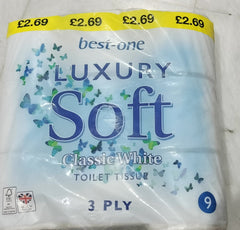 £2.69 £2.69 £2.69 £2.69
best-one
LUXURY
Soft
Classic White
TOILET TISSUE
3 PLY
9